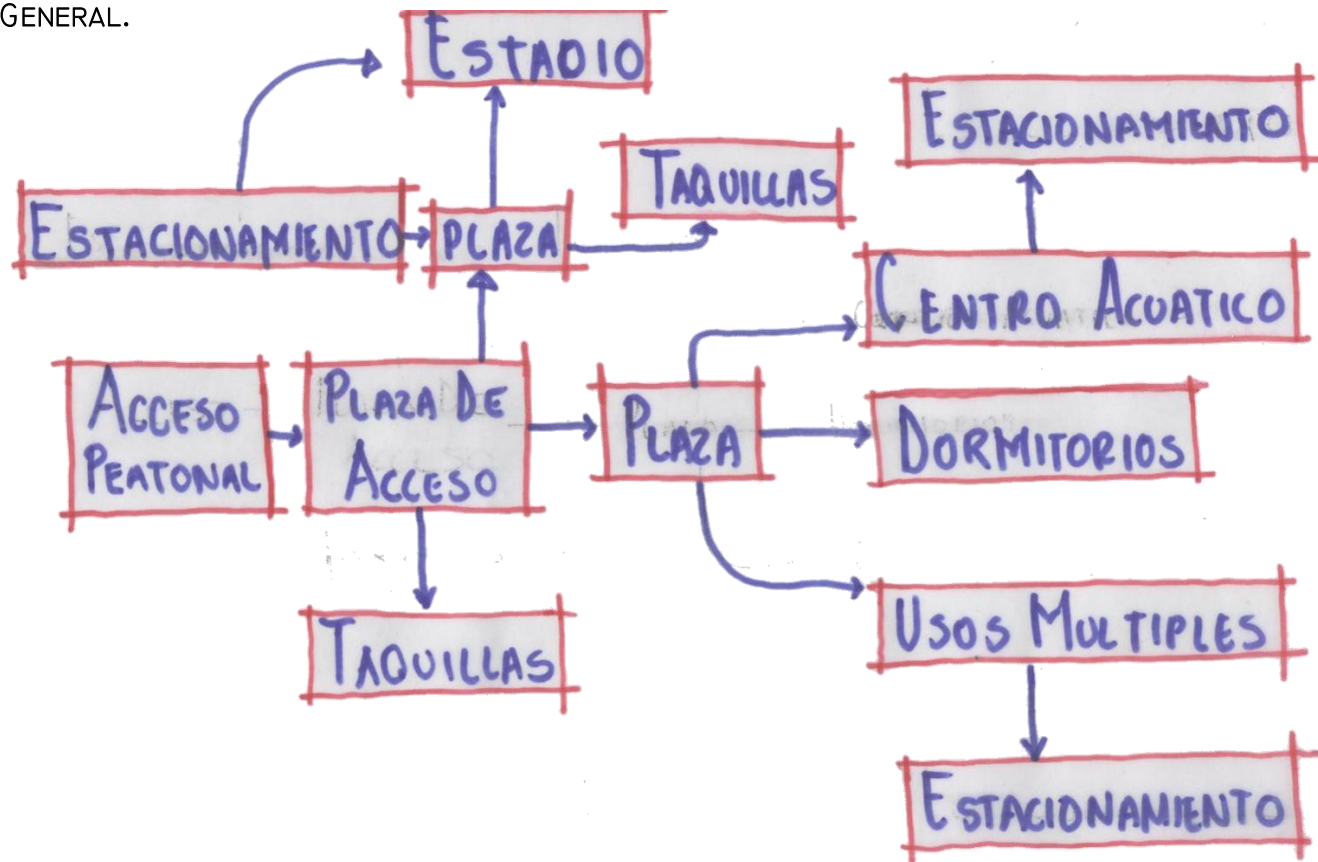 GENERAL.
ESTADIO
ESTACIONAMIENTO
TAQUILLAS
ESTACIONAMIENTO
PLAZA
CENTRO ACUATICO
ACCESO
PEATONAL
PLAZA DE
ACCESO
PLAZA
DORMITORIOS
USOS MULTIPLES
TAQUILLAS
ESTACIONAMIENTO